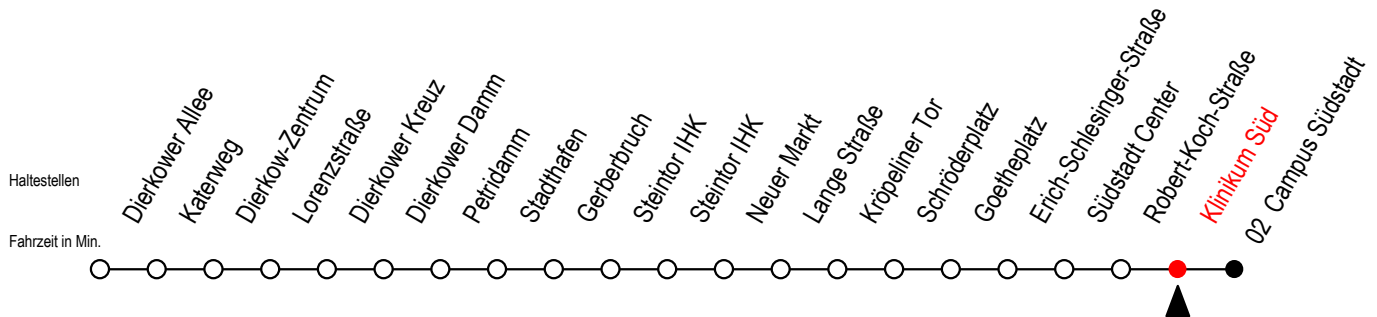 Haltestellen
Fahrzeit in Min.
Dierkower Allee
Katerweg
Dierkow-Zentrum
Lorenzstraße
Dierkower Kreuz
Dierkower Damm
Petridamm
Stadthafen
Gerberbruch
Steintor IHK
Steintor IHK
Neuer Markt
Lange Straße
Kröpeliner Tor
Schröderplatz
Goetheplatz
Erich-Schlesinger-Straße
Südstadt Center
Robert-Koch-Straße
Klinikum Süd
02 Campus Südstadt